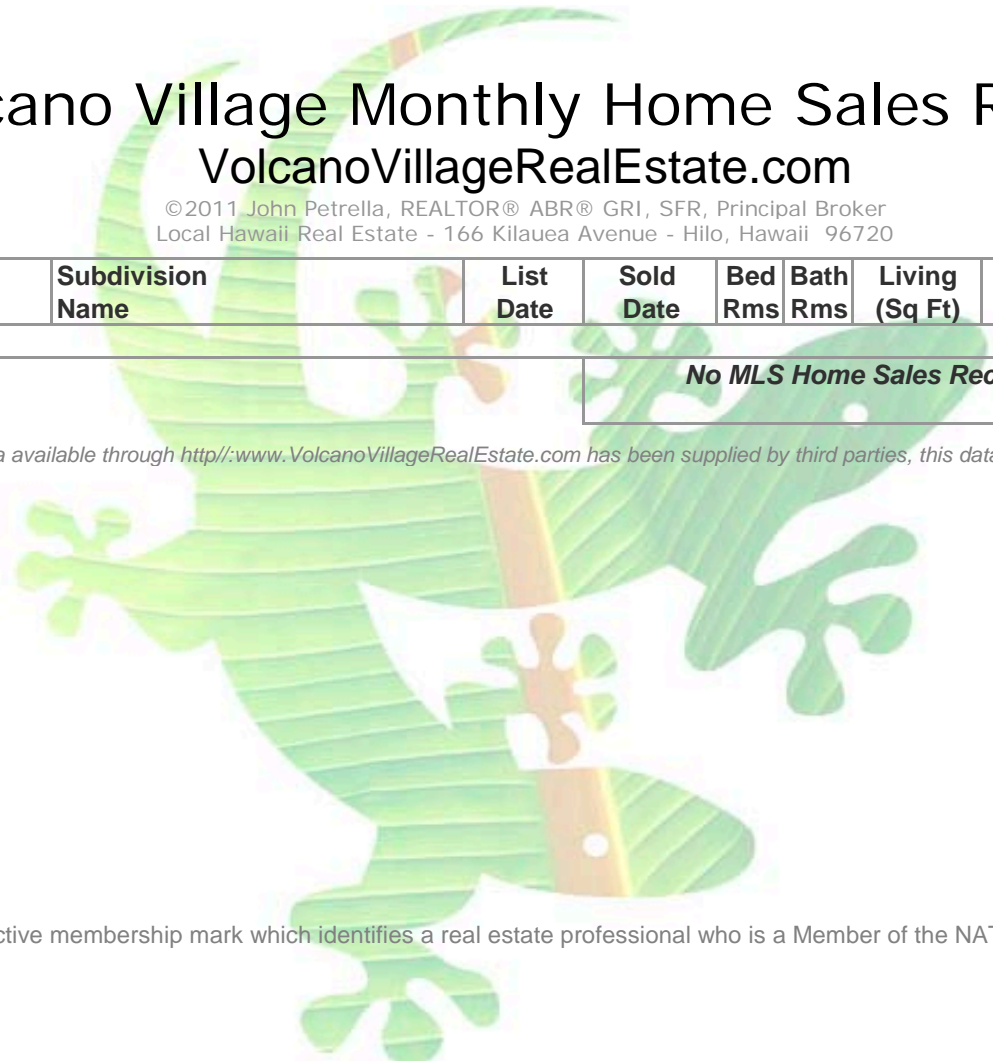 cano Village Monthly Home Sales R
VolcanoVillageRealEstate.com
©2011 John Petrella, REALTOR® ABR® GRI, SFR, Principal Broker
Local Hawaii Real Estate - 166 Kilauea Avenue - Hilo, Hawaii  96720
Subdivision List Sold Bed Bath Living
Name Date Date Rms Rms (Sq Ft)
No MLS Home Sales Rec
a available through http//:www.VolcanoVillageRealEstate.com has been supplied by third parties, this data
ctive membership mark which identifies a real estate professional who is a Member of the NAT